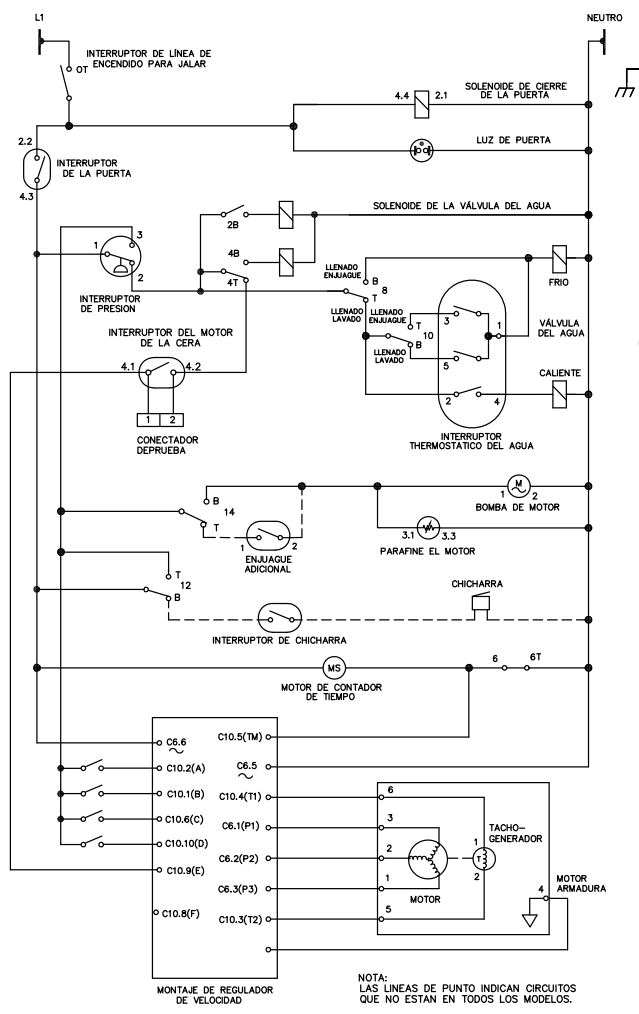 L1
NEUTRO
INTERRUPTOR DE LÍNEA DE
ENCENDIDO PARA JALAR
OT
SOLENOIDE DE CIERRE
DE LA PUERTA
4.4
2.1
LUZ DE PUERTA
2.2
INTERRUPTOR
DE LA PUERTA
4.3
SOLENOIDE DE LA VÁLVULA DEL AGUA
2B
3
1
2
4B
4T
INTERRUPTOR
DE PRESION
LLENADO
ENJUAGUE
B
8
T
LLENADO
LAVADO
FRIO
LLENADO
ENJUAGUE
T
10
B
LLENADO
LAVADO
3
1
5
2
4
VÁLVULA
DEL AGUA
CALIENTE
INTERRUPTOR
THERMOSTATICO DEL AGUA
INTERRUPTOR DEL MOTOR
DE LA CERA
4.1
4.2
1
2
CONECTADOR
DEPRUEBA
B
14
T
1
2
ENJUAGUE
ADICIONAL
M
1
2
BOMBA DE MOTOR
3.1
3.3
PARAFINE EL MOTOR
T
12
B
CHICHARRA
INTERRUPTOR DE CHICHARRA
MS
MOTOR DE CONTADOR
DE TIEMPO
6
6T
C6.6
C10.2(A)
C10.1(B)
C10.6(C)
C10.10(D)
C10.9(E)
C10.8(F)
C10.5(TM)
C6.5
C10.4(T1)
C6.1(P1)
C6.2(P2)
C6.3(P3)
C10.3(T2)
6
3
2
1
5
MOTOR
TACHO-
GENERADOR
1
T
2
MOTOR
ARMADURA
4
MONTAJE DE REGULADOR
DE VELOCIDAD
NOTA:
LAS LINEAS DE PUNTO INDICAN CIRCUITOS
QUE NO ESTAN EN TODOS LOS MODELOS.